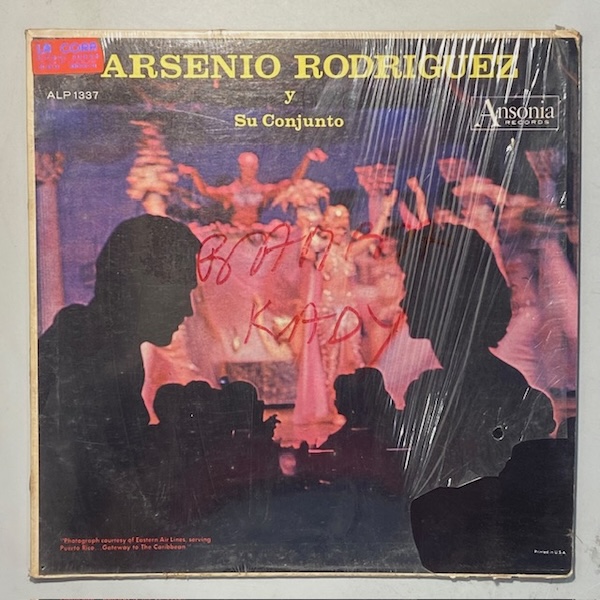 ARSENIO RODRIGUEZ
ALP 1337
y
Su Conjunto
Ansonia
RECORDS
KADY
"Photograph courtesy of Eastern Air Lines, serving
Puerto Rico. Gateway to The Caribbean."
Printed in U.S.A.